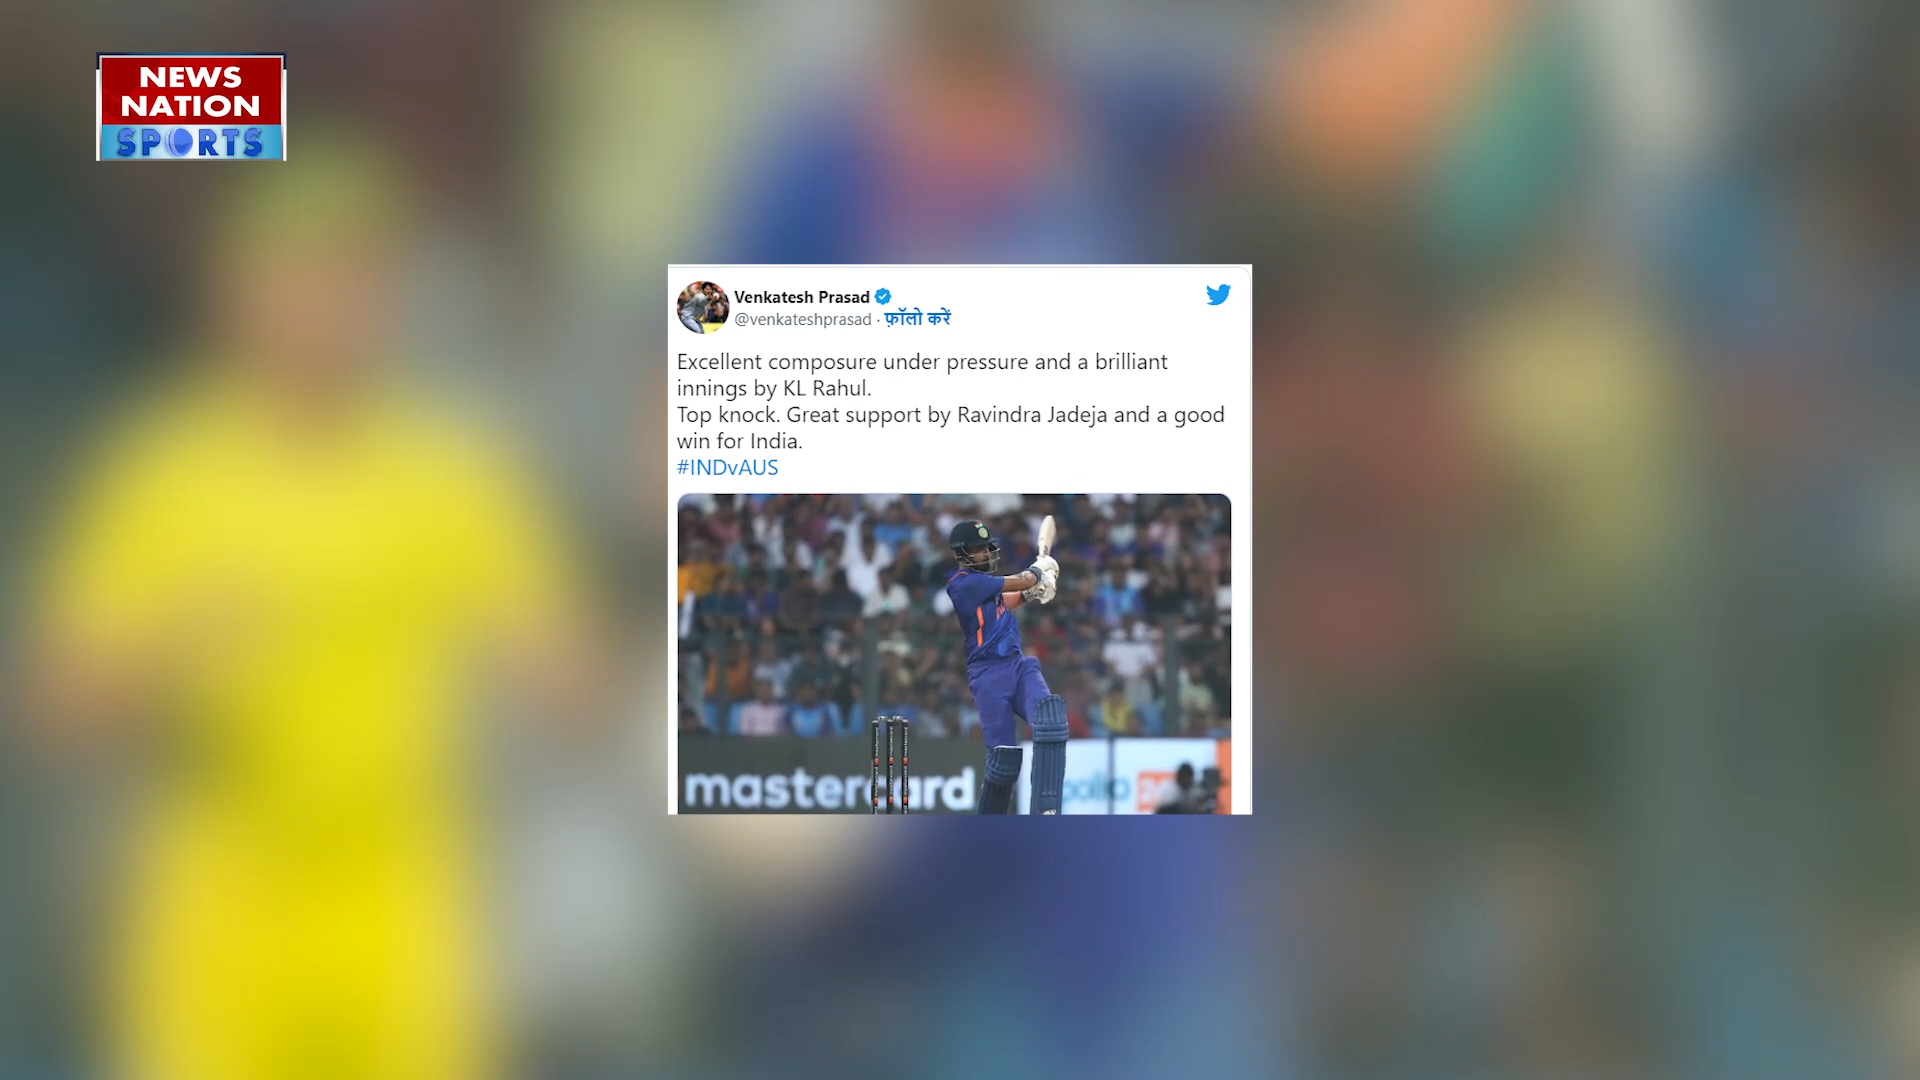 NEWS
NATION
SPORTS
Venkatesh Prasad
@venkateshprasad · फ़ॉलो करें
Excellent composure under pressure and a brilliant
innings by KL Rahul.
Top knock. Great support by Ravindra Jadeja and a good
win for India.
#INDvAUS
mastercard